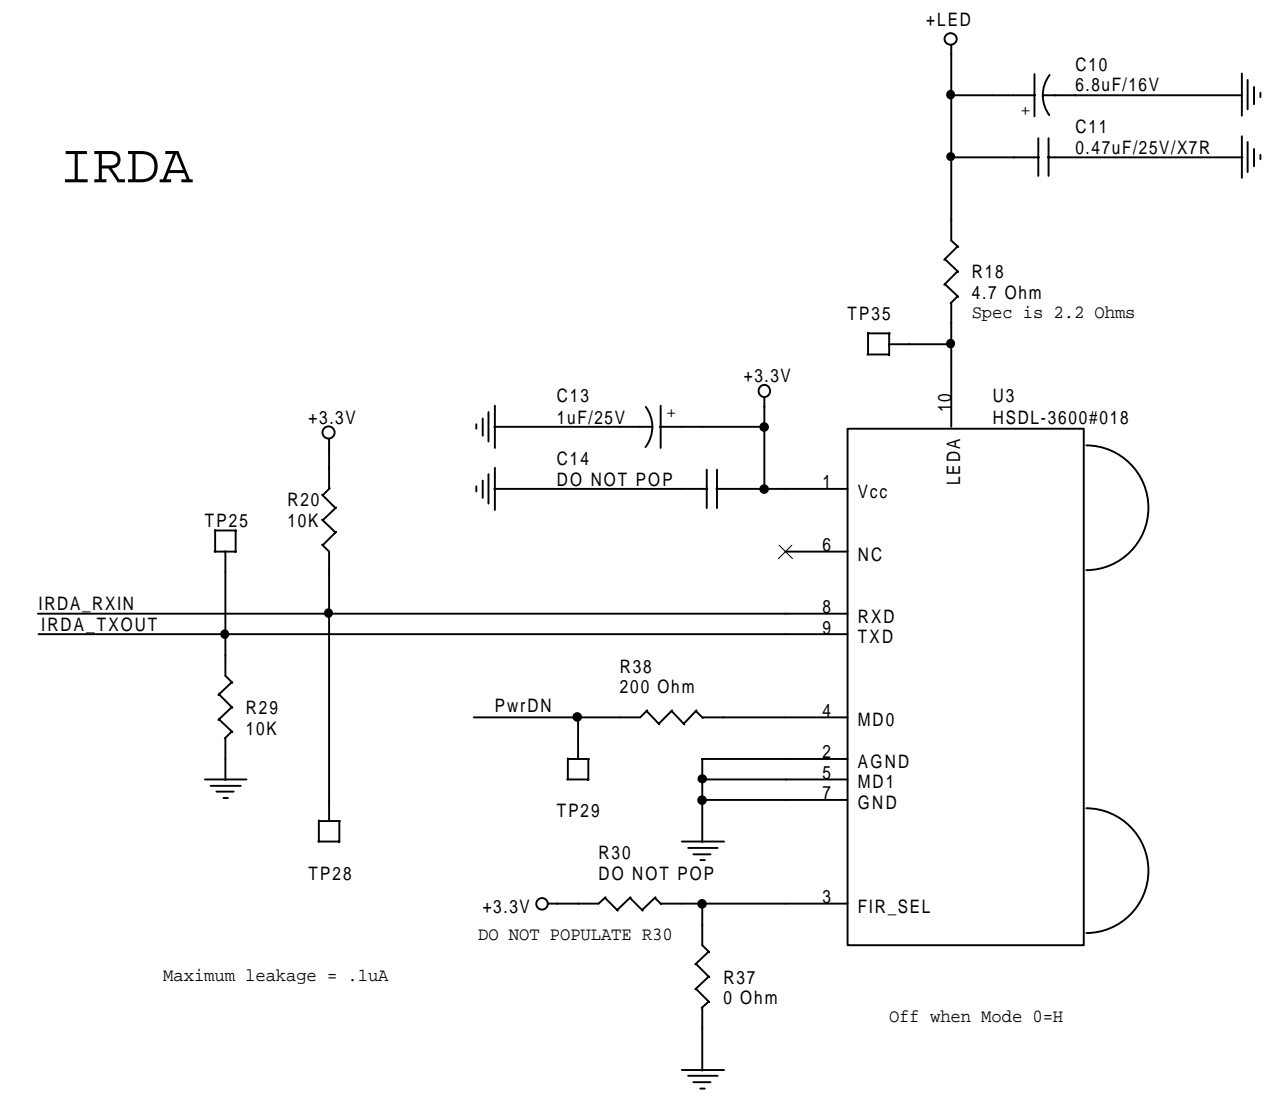 +LED
C10
6.8uF/16V
+
C11
0.47uF/25V/X7R
IRDA
R18
4.7 Ohm
Spec is 2.2 Ohms
TP35
+3.3V
10
U3
HSDL-3600#018
C13
1uF/25V
+
+3.3V
LEDA
C14
DO NOT POP
1
Vcc
R20
10K
TP25
6
NC
IRDA_RXIN
8
RXD
IRDA_TXOUT
9
TXD
R38
200 Ohm
R29
10K
PwrDN
4
MD0
2
AGND
5
MD1
7
GND
TP29
R30
DO NOT POP
TP28
+3.3V
3
FIR_SEL
DO NOT POPULATE R30
Maximum leakage = .1uA
R37
0 Ohm
Off when Mode 0=H